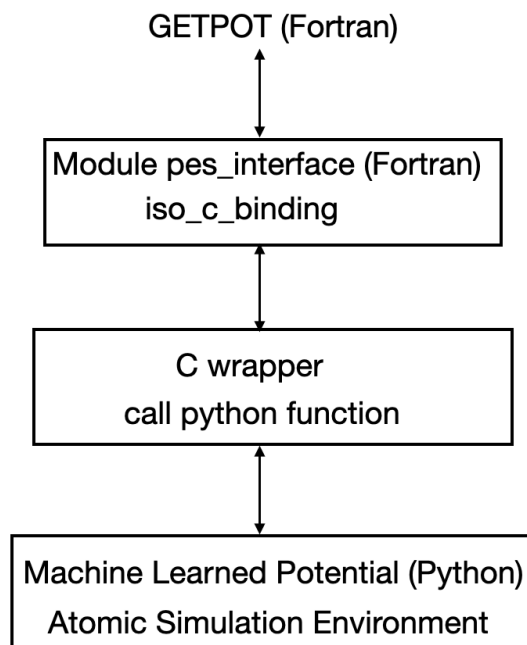 GETPOT (Fortran)
Module pes_interface (Fortran)
iso_c_binding
C wrapper
call python function
Machine Learned Potential (Python)
Atomic Simulation Environment